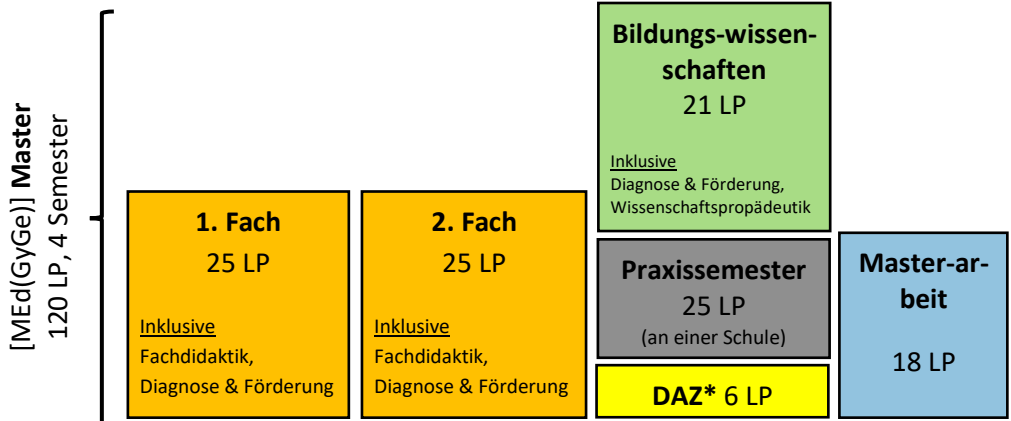 [MEd(GyGe)] Master
120 LP, 4 Semester
1. Fach
25 LP
Inklusive
Fachdidaktik,
Diagnose & Förderung
2. Fach
25 LP
Inklusive
Fachdidaktik,
Diagnose & Förderung
Bildungs-wissen-
schaften
21 LP
Inklusive
Diagnose & Förderung,
Wissenschaftspropädeutik
Praxissemester
25 LP
(an einer Schule)
DAZ* 6 LP
Master-ar-
beit
18 LP